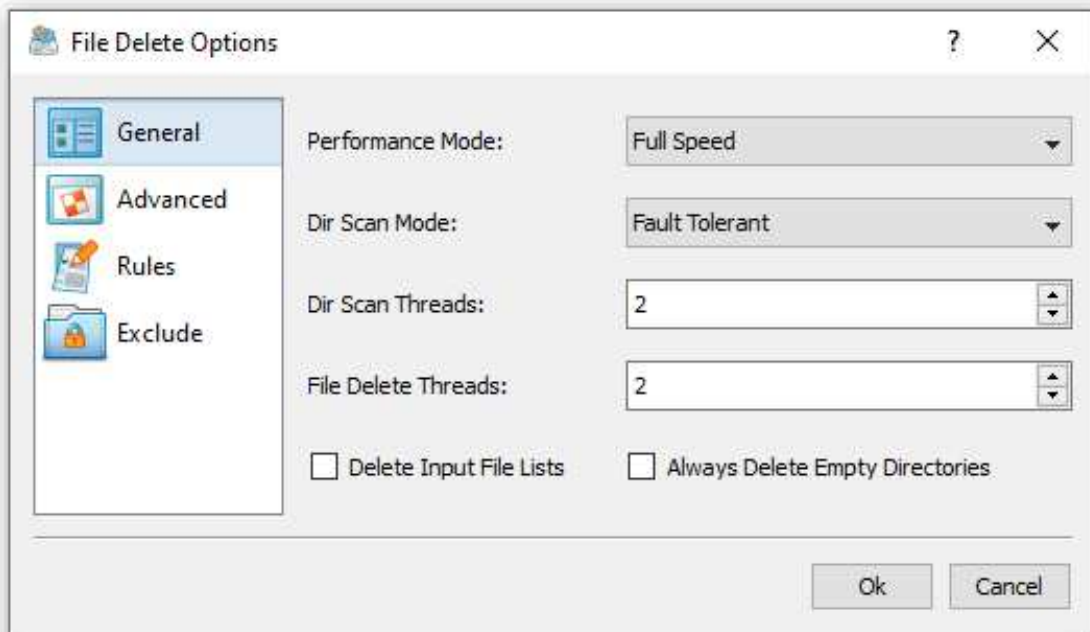 File Delete Options
General
Advanced
Rules
Exclude
Performance Mode: Full Speed
Dir Scan Mode: Fault Tolerant
Dir Scan Threads: 2
File Delete Threads: 2
Delete Input File Lists Always Delete Empty Directories
Ok Cancel